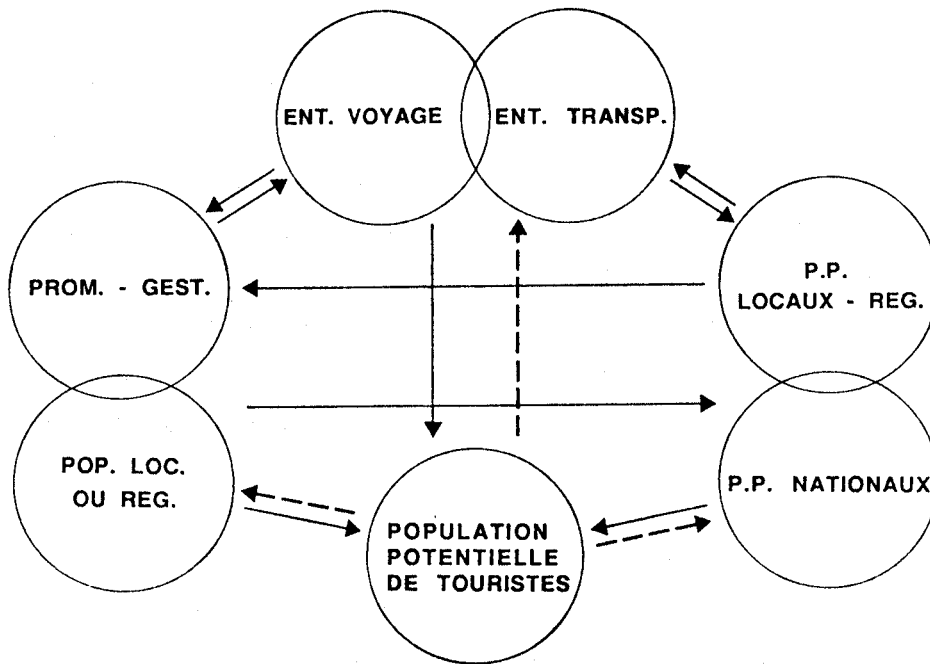 ENT. VOYAGE
ENT. TRANSP.
PROM. - GEST.
P.P.
LOCAUX - REG.
POP. LOC.
OU REG.
P.P. NATIONAUX
POPULATION
POTENTIELLE
DE TOURISTES